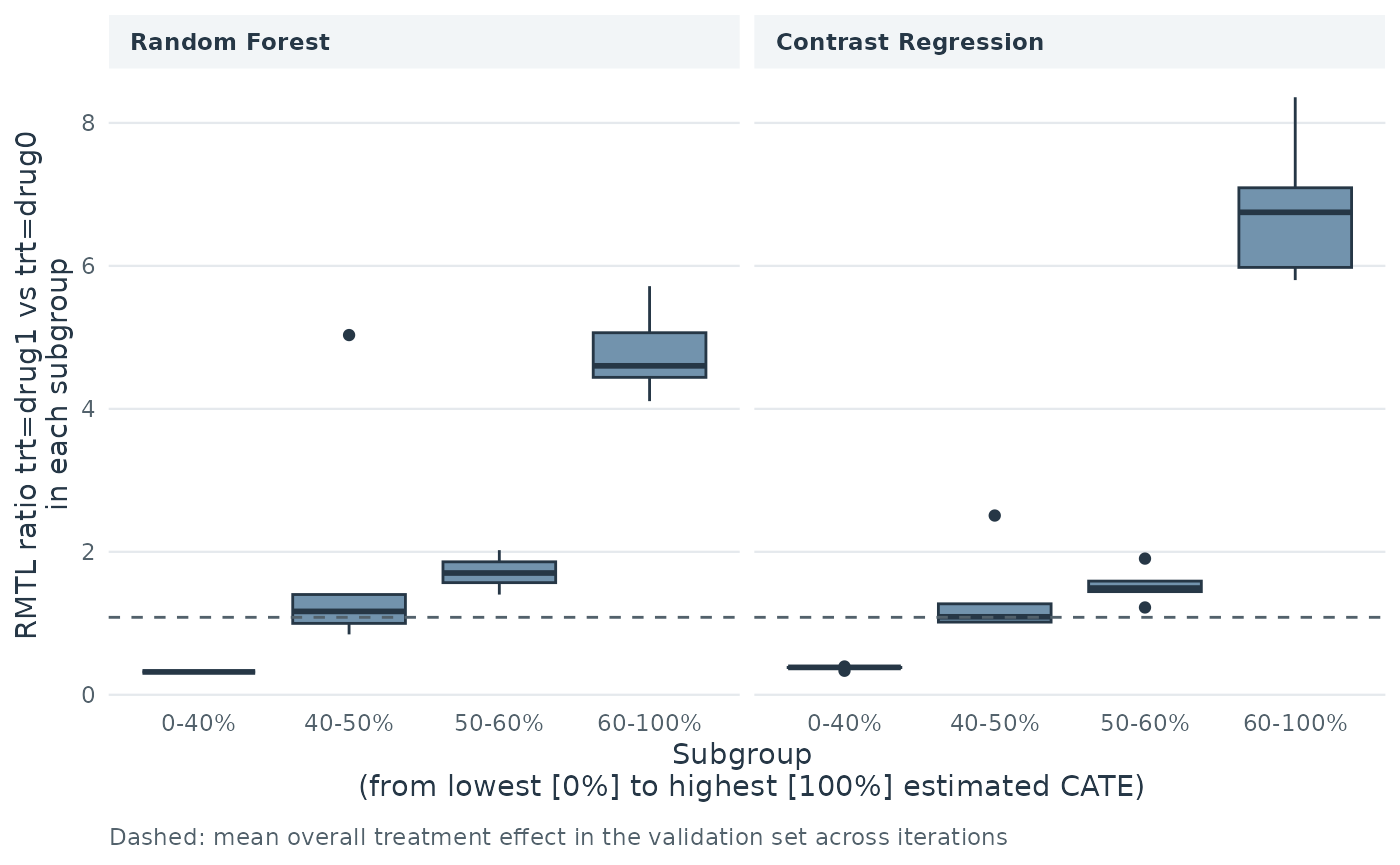 Random Forest
Contrast Regression
RMTL ratio trt=drug1 vs trt=drug0
in each subgroup
8
6
4
2
0
0-40%
40-50%
50-60%
60-100%
0-40%
40-50%
50-60%
60-100%
Subgroup
(from lowest [0%] to highest [100%] estimated CATE)
Dashed: mean overall treatment effect in the validation set across iterations